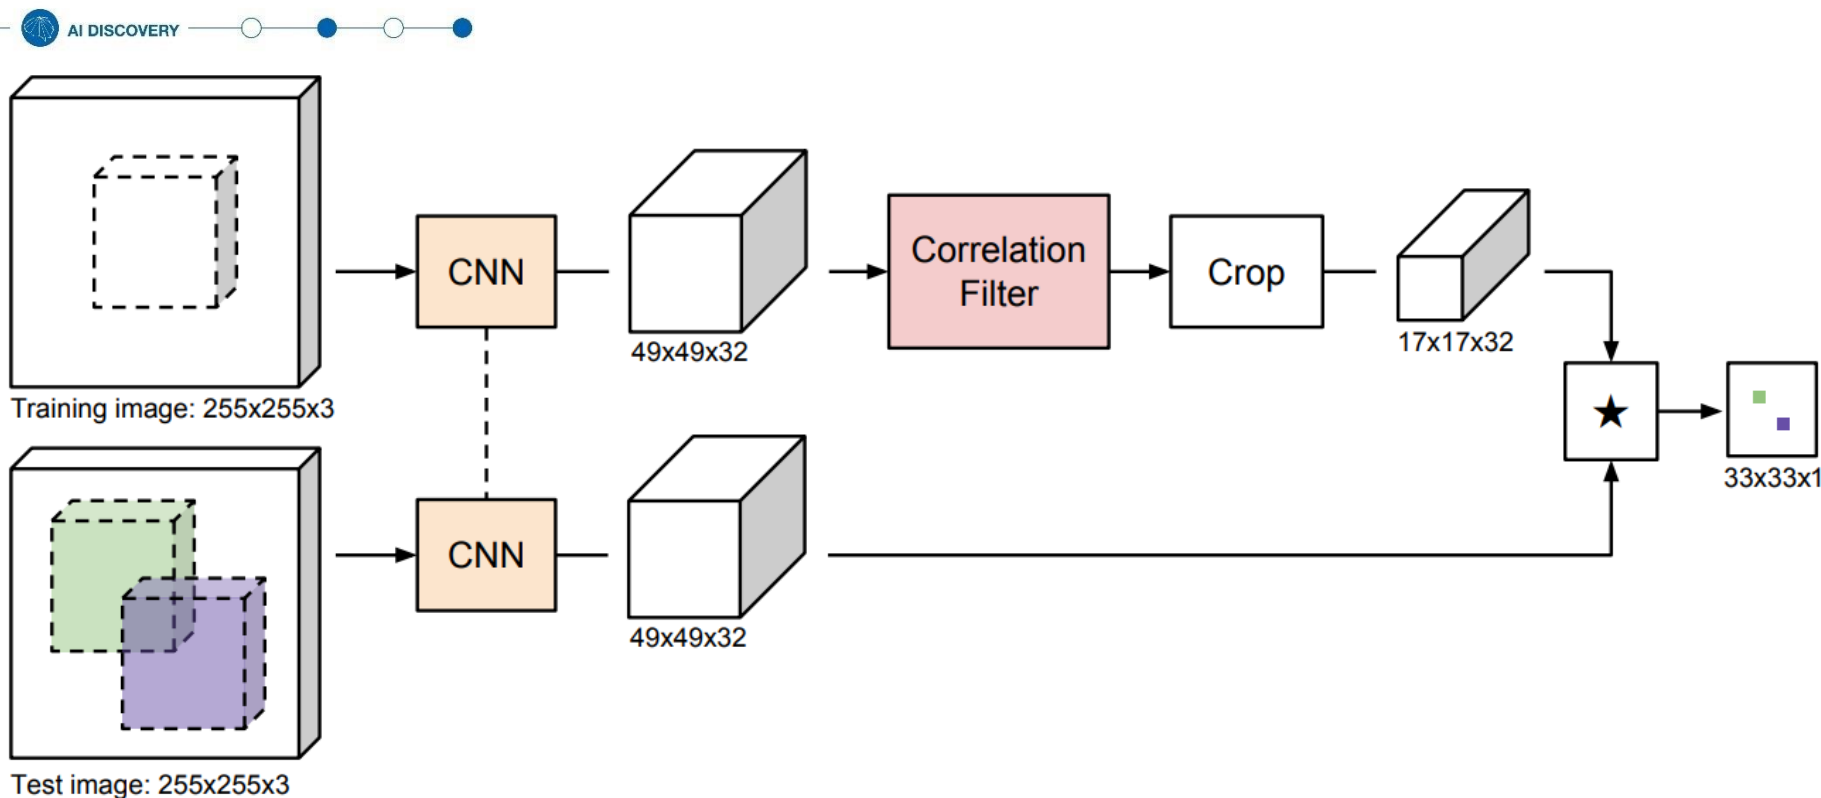 AI DISCOVERY
CNN
49x49x32
Correlation
Filter
Crop
17x17x32
Training image: 255x255x3
★
33x33x1
CNN
49x49x32
Test image: 255x255x3